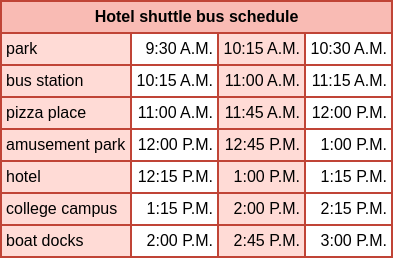 Hotel shuttle bus schedule
park 9:30 A.M. 10:15 A.M. 10:30 A.M.
bus station 10:15 A.M. 11:00 A.M. 11:15 A.M.
pizza place 11:00 A.M. 11:45 A.M. 12:00 P.M.
amusement park 12:00 P.M. 12:45 P.M. 1:00 P.M.
hotel 12:15 P.M. 1:00 P.M. 1:15 P.M.
college campus 1:15 P.M. 2:00 P.M. 2:15 P.M.
boat docks 2:00 P.M. 2:45 P.M. 3:00 P.M.